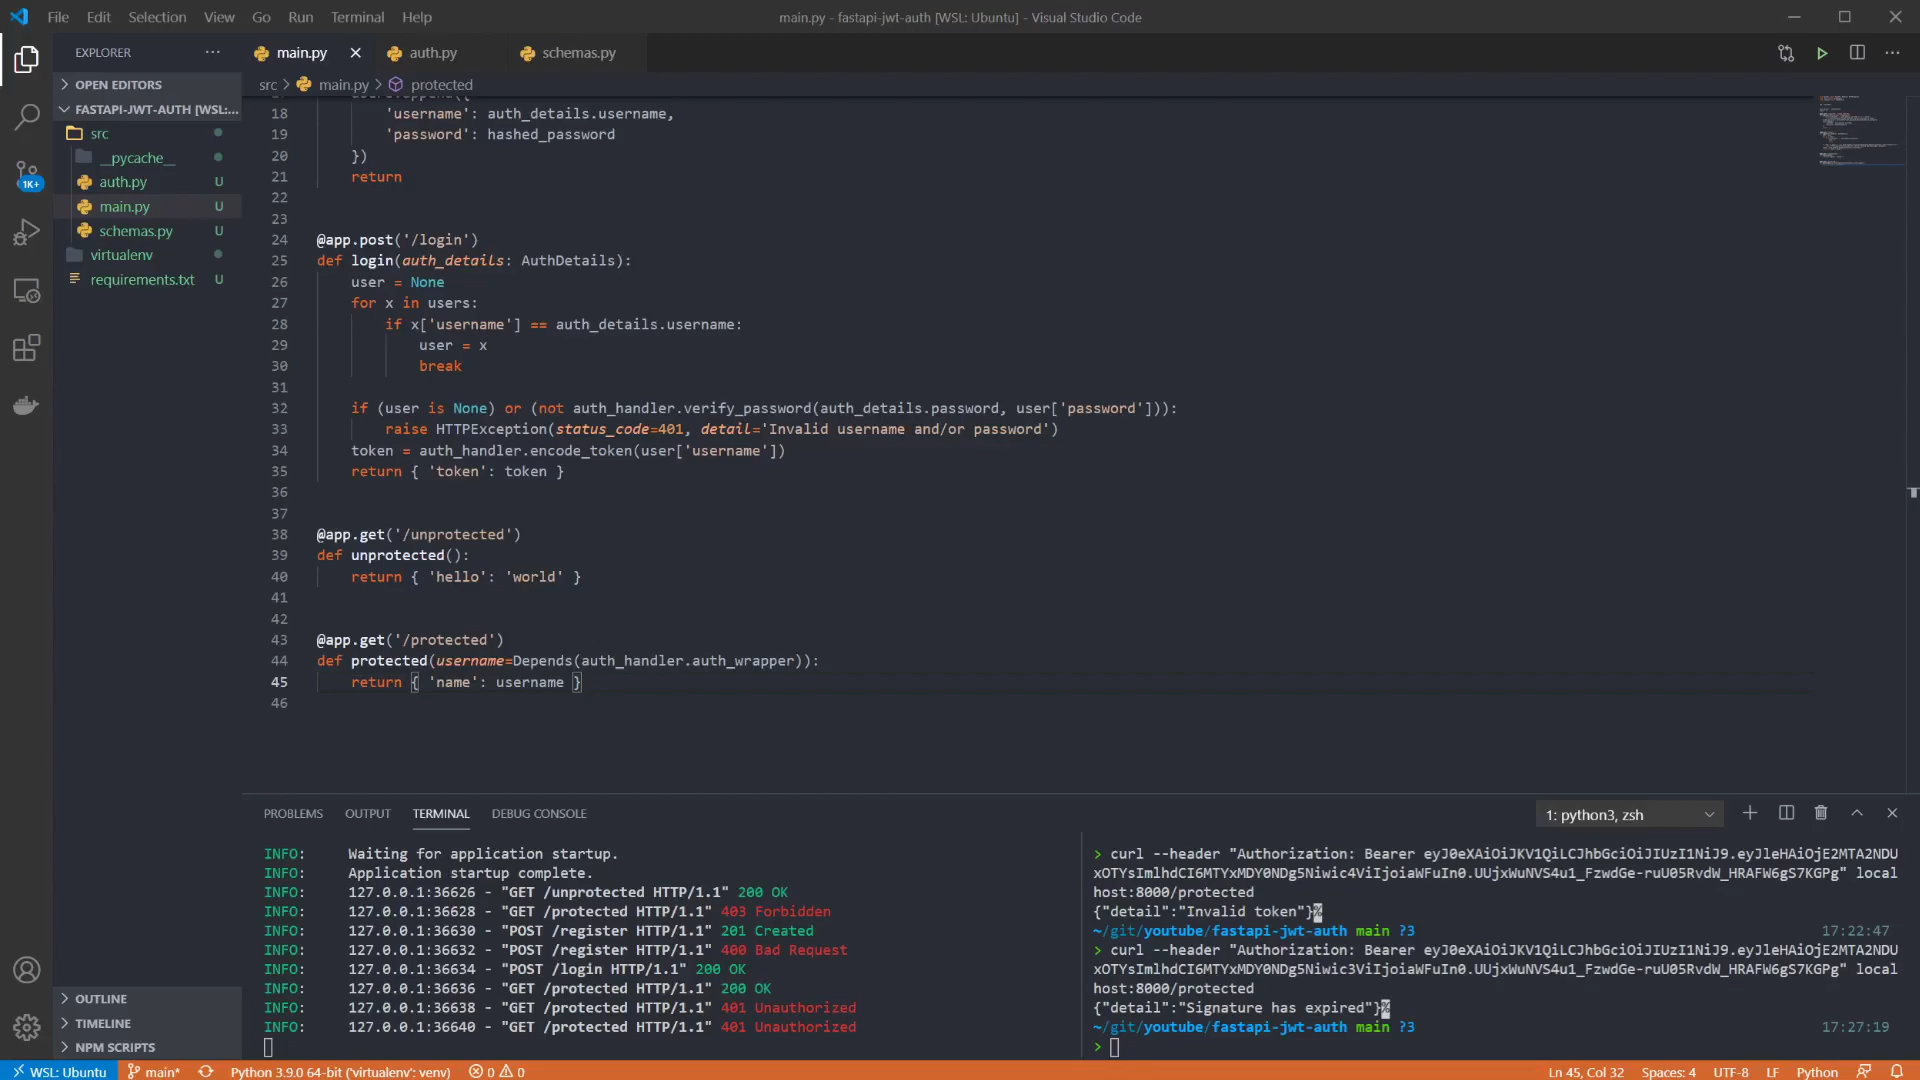 File Edit Selection View Go Run Terminal Help
main.py - fastapi-jwt-auth [WSL: Ubuntu] - Visual Studio Code
EXPLORER
main.py
auth.py
schemas.py
OPEN EDITORS
src > main.py > protected
FASTAPI-JWT-AUTH [WSL:...
src
__pycache__
auth.py U
main.py U
schemas.py U
virtualenv
requirements.txt U
1K+
18 'username': auth_details.username,
19 'password': hashed_password
20 })
21 return
22
23
24 @app.post('/login')
25 def login(auth_details: AuthDetails):
26 user = None
27 for x in users:
28 if x['username'] == auth_details.username:
29 user = x
30 break
31
32 if (user is None) or (not auth_handler.verify_password(auth_details.password, user['password'])):
33 raise HTTPException(status_code=401, detail='Invalid username and/or password')
34 token = auth_handler.encode_token(user['username'])
35 return { 'token': token }
36
37
38 @app.get('/unprotected')
39 def unprotected():
40 return { 'hello': 'world' }
41
42
43 @app.get('/protected')
44 def protected(username=Depends(auth_handler.auth_wrapper)):
45 return { 'name': username }
46
PROBLEMS OUTPUT TERMINAL DEBUG CONSOLE
1: python3, zsh
INFO: Waiting for application startup.
INFO: Application startup complete.
INFO: 127.0.0.1:36626 - "GET /unprotected HTTP/1.1" 200 OK
INFO: 127.0.0.1:36628 - "GET /protected HTTP/1.1" 403 Forbidden
INFO: 127.0.0.1:36630 - "POST /register HTTP/1.1" 201 Created
INFO: 127.0.0.1:36632 - "POST /register HTTP/1.1" 400 Bad Request
INFO: 127.0.0.1:36634 - "POST /login HTTP/1.1" 200 OK
INFO: 127.0.0.1:36636 - "GET /protected HTTP/1.1" 200 OK
INFO: 127.0.0.1:36638 - "GET /protected HTTP/1.1" 401 Unauthorized
INFO: 127.0.0.1:36640 - "GET /protected HTTP/1.1" 401 Unauthorized
> curl --header "Authorization: Bearer eyJ0eXAiOiJKV1QiLCJhbGciOiJIUzI1NiJ9.eyJleHAiOjE2MTA2NDU
xOTYsImlhdCI6MTYxMDY0NDg5Niwic4ViIjoiaWFuIn0.UUjxWuNVS4u1_FzwdGe-ruU05RvdW_HRAFW6gS7KGPg" local
host:8000/protected
{"detail":"Invalid token"}%
~/git/youtube/fastapi-jwt-auth main ?3 17:22:47
> curl --header "Authorization: Bearer eyJ0eXAiOiJKV1QiLCJhbGciOiJIUzI1NiJ9.eyJleHAiOjE2MTA2NDU
xOTYsImlhdCI6MTYxMDY0NDg5Niwic3ViIjoiaWFuIn0.UUjxWuNVS4u1_FzwdGe-ruU05RvdW_HRAFW6gS7KGPg" local
host:8000/protected
{"detail":"Signature has expired"}%
~/git/youtube/fastapi-jwt-auth main ?3 17:27:19
>
OUTLINE
TIMELINE
NPM SCRIPTS
WSL: Ubuntu main* Python 3.9.0 64-bit ('virtualenv': venv) 0 0 Ln 45, Col 32 Spaces: 4 UTF-8 LF Python